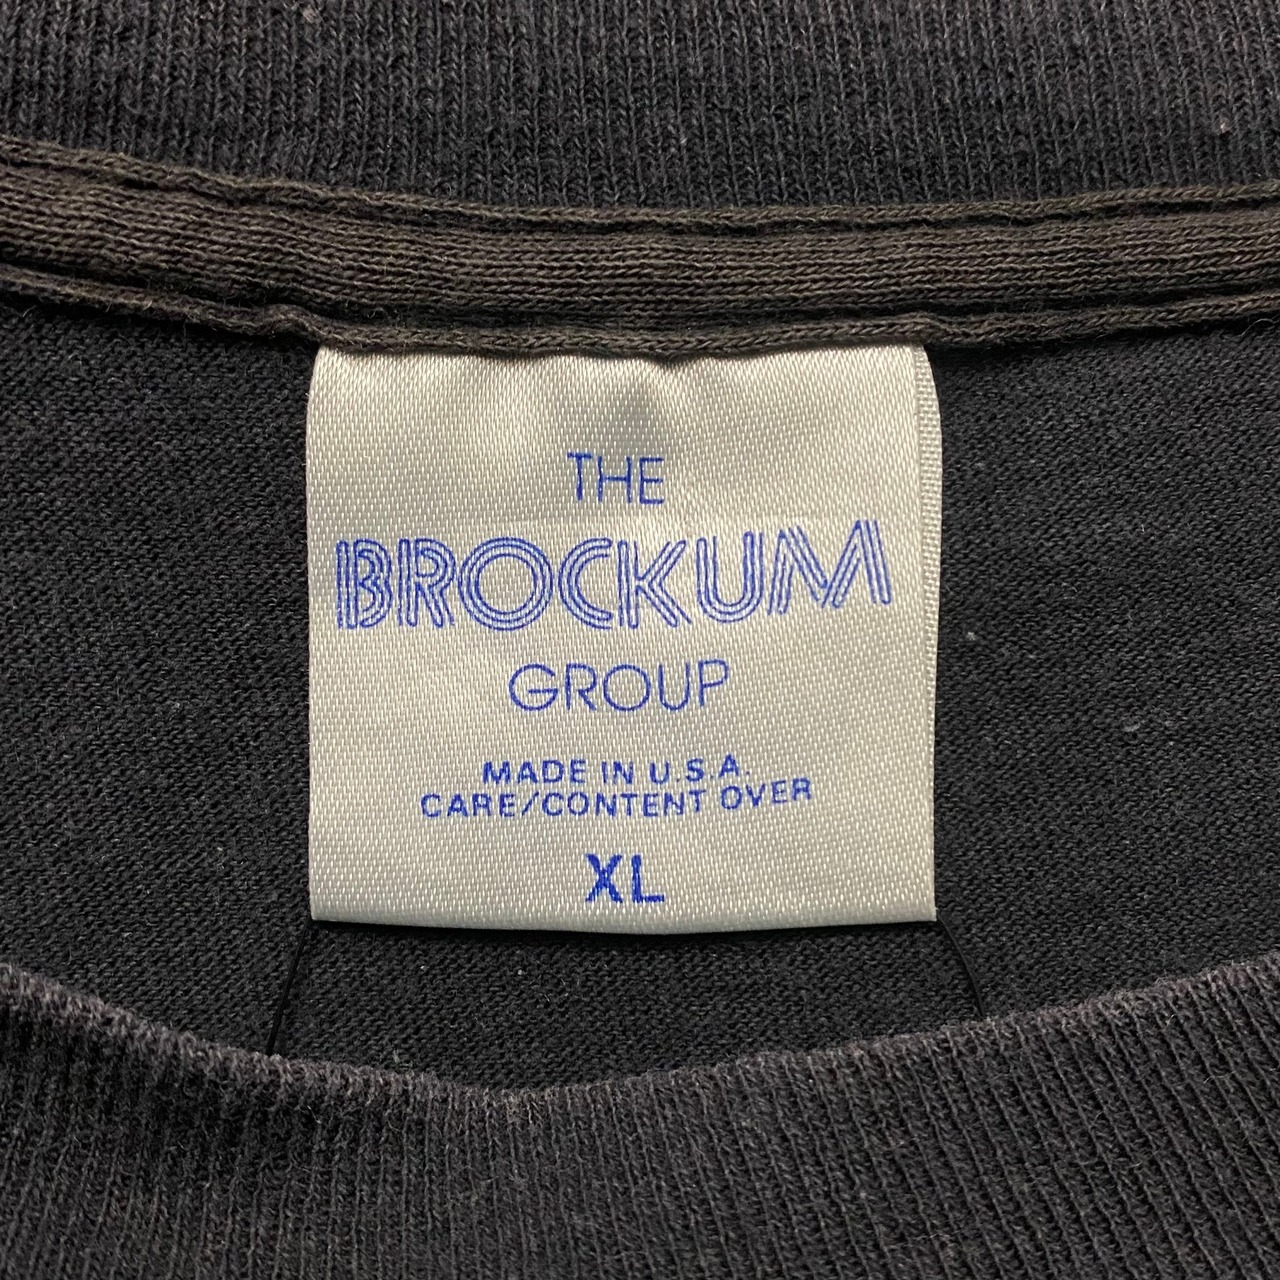 THE
BROCKUM
GROUP
MADE IN U.S.A.
CARE/CONTENT OVER
XL